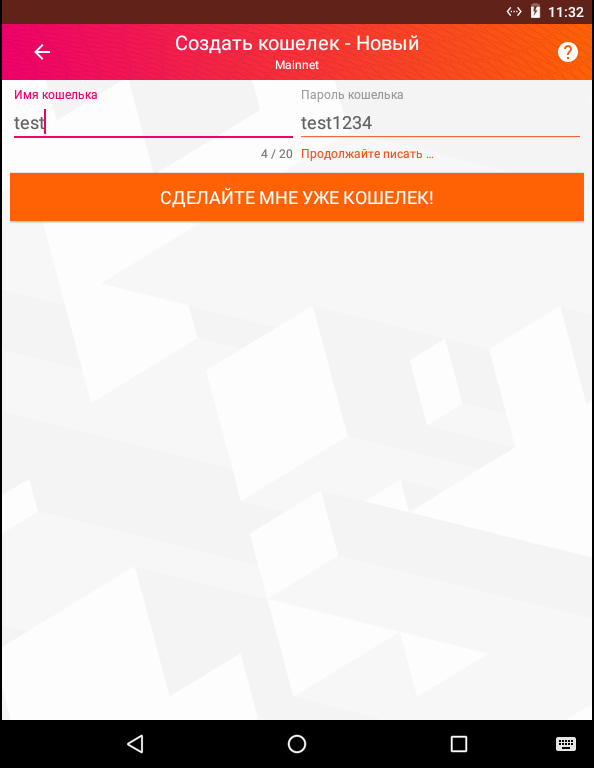 11:32
Создать кошелек - Новый
Mainnet
Имя кошелька
Пароль кошелька
test
test1234
4 / 20
Продолжайте писать …
СДЕЛАЙТЕ МНЕ УЖЕ КОШЕЛЕК!